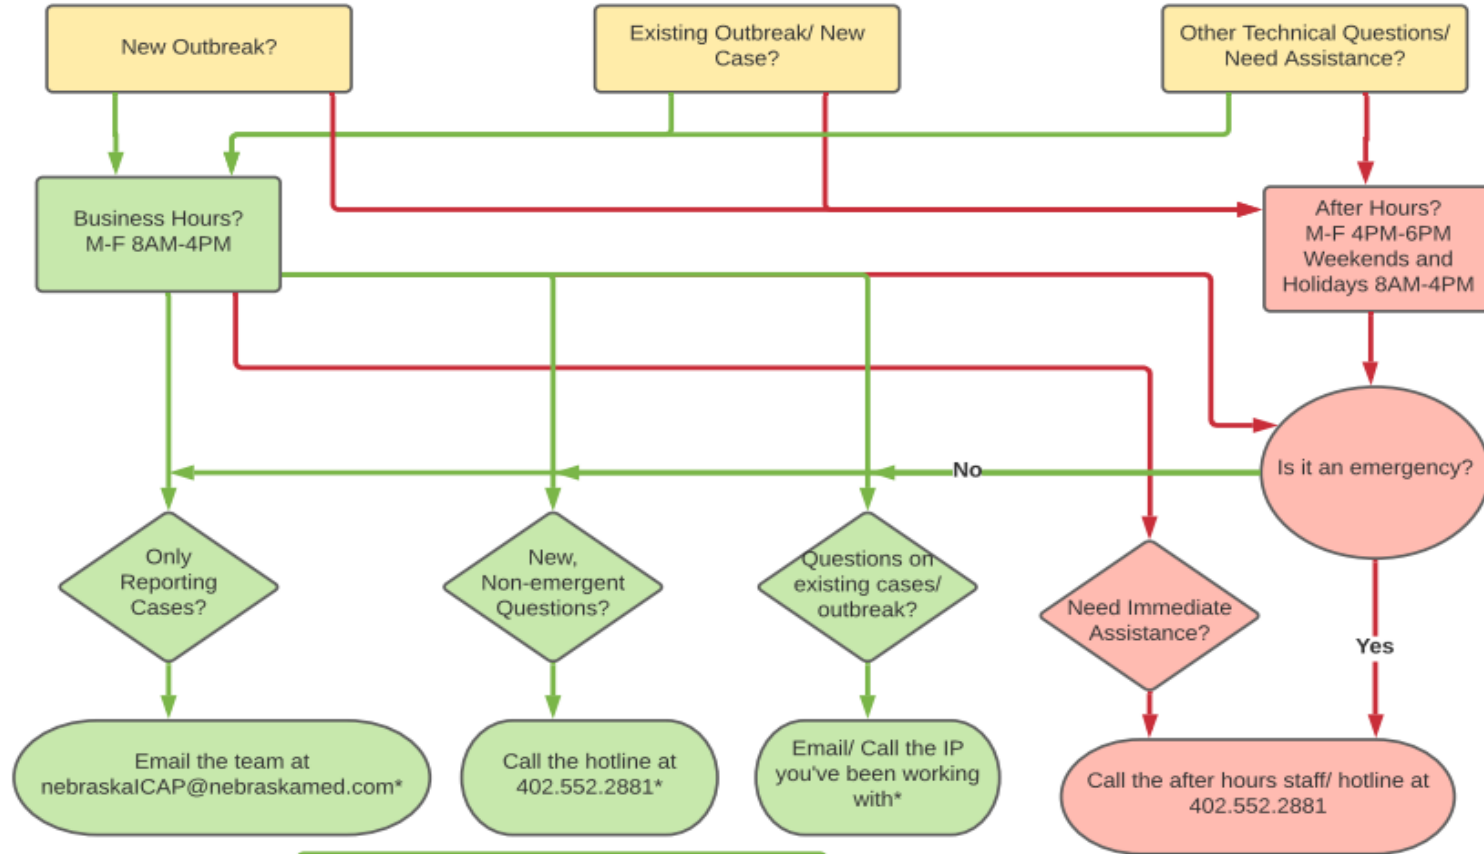 New Outbreak?
Existing Outbreak/ New
Case?
Other Technical Questions/
Need Assistance?
Business Hours?
M-F 8AM-4PM
After Hours?
M-F 4PM-6PM
Weekends and
Holidays 8AM-4PM
Is it an emergency?
No
Only
Reporting
Cases?
New,
Non-emergent
Questions?
Questions on
existing cases/
outbreak?
Need Immediate
Assistance?
Yes
Email the team at
nebraskaICAP@nebraskamed.com*
Call the hotline at
402.552.2881*
Email/ Call the IP
you've been working
with*
Call the after hours staff/ hotline at
402.552.2881